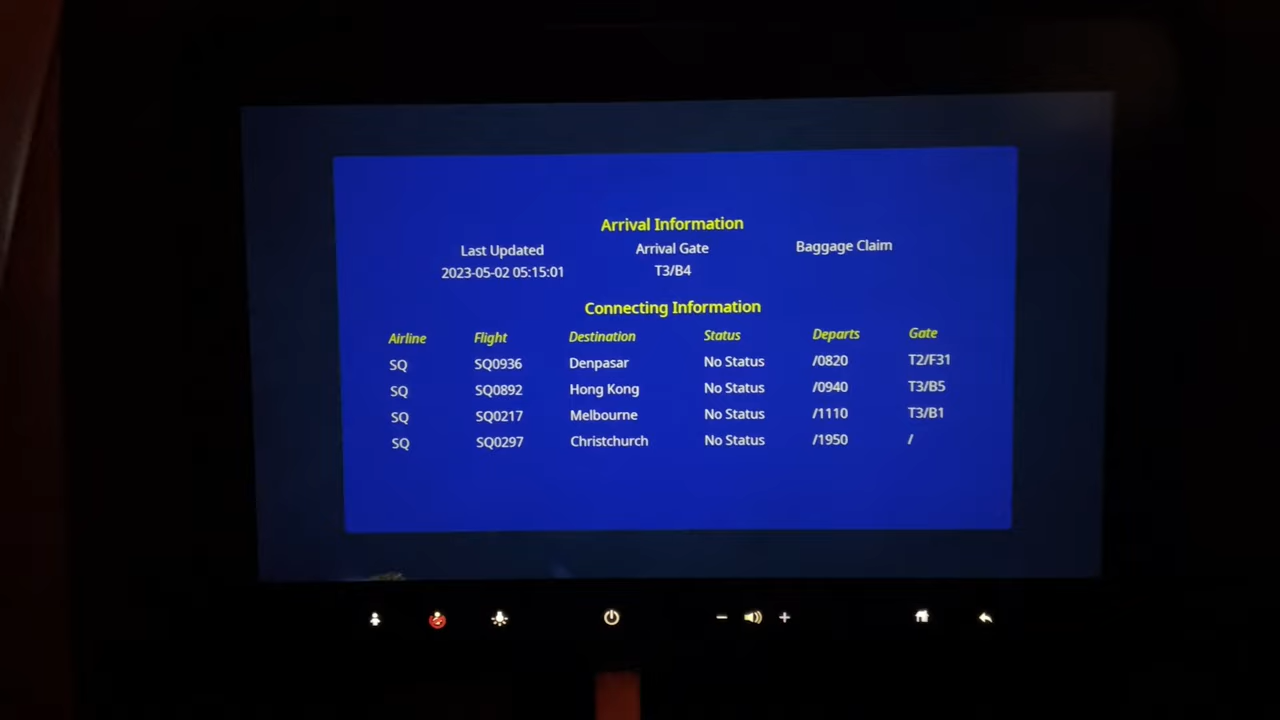 Arrival Information
Last Updated Arrival Gate Baggage Claim
2023-05-02 05:15:01 T3/B4
Connecting Information
Airline Flight Destination Status Departs Gate
SQ SQ0936 Denpasar No Status /0820 T2/F31
SQ SQ0892 Hong Kong No Status /0940 T3/B5
SQ SQ0217 Melbourne No Status /1110 T3/B1
SQ SQ0297 Christchurch No Status /1950 /